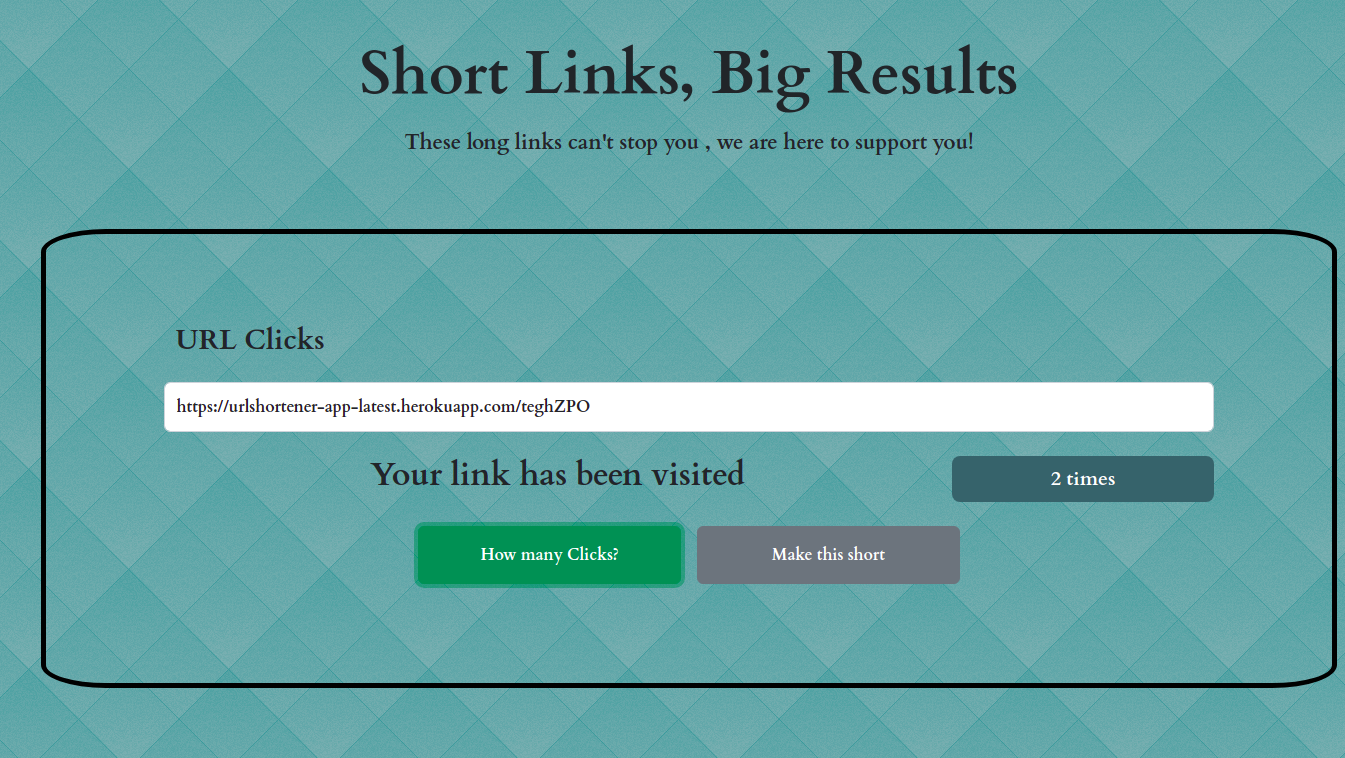 Short Links, Big Results
These long links can't stop you , we are here to support you!
URL Clicks
https://urlshortener-app-latest.herokuapp.com/teghZPO
Your link has been visited
2 times
How many Clicks?
Make this short